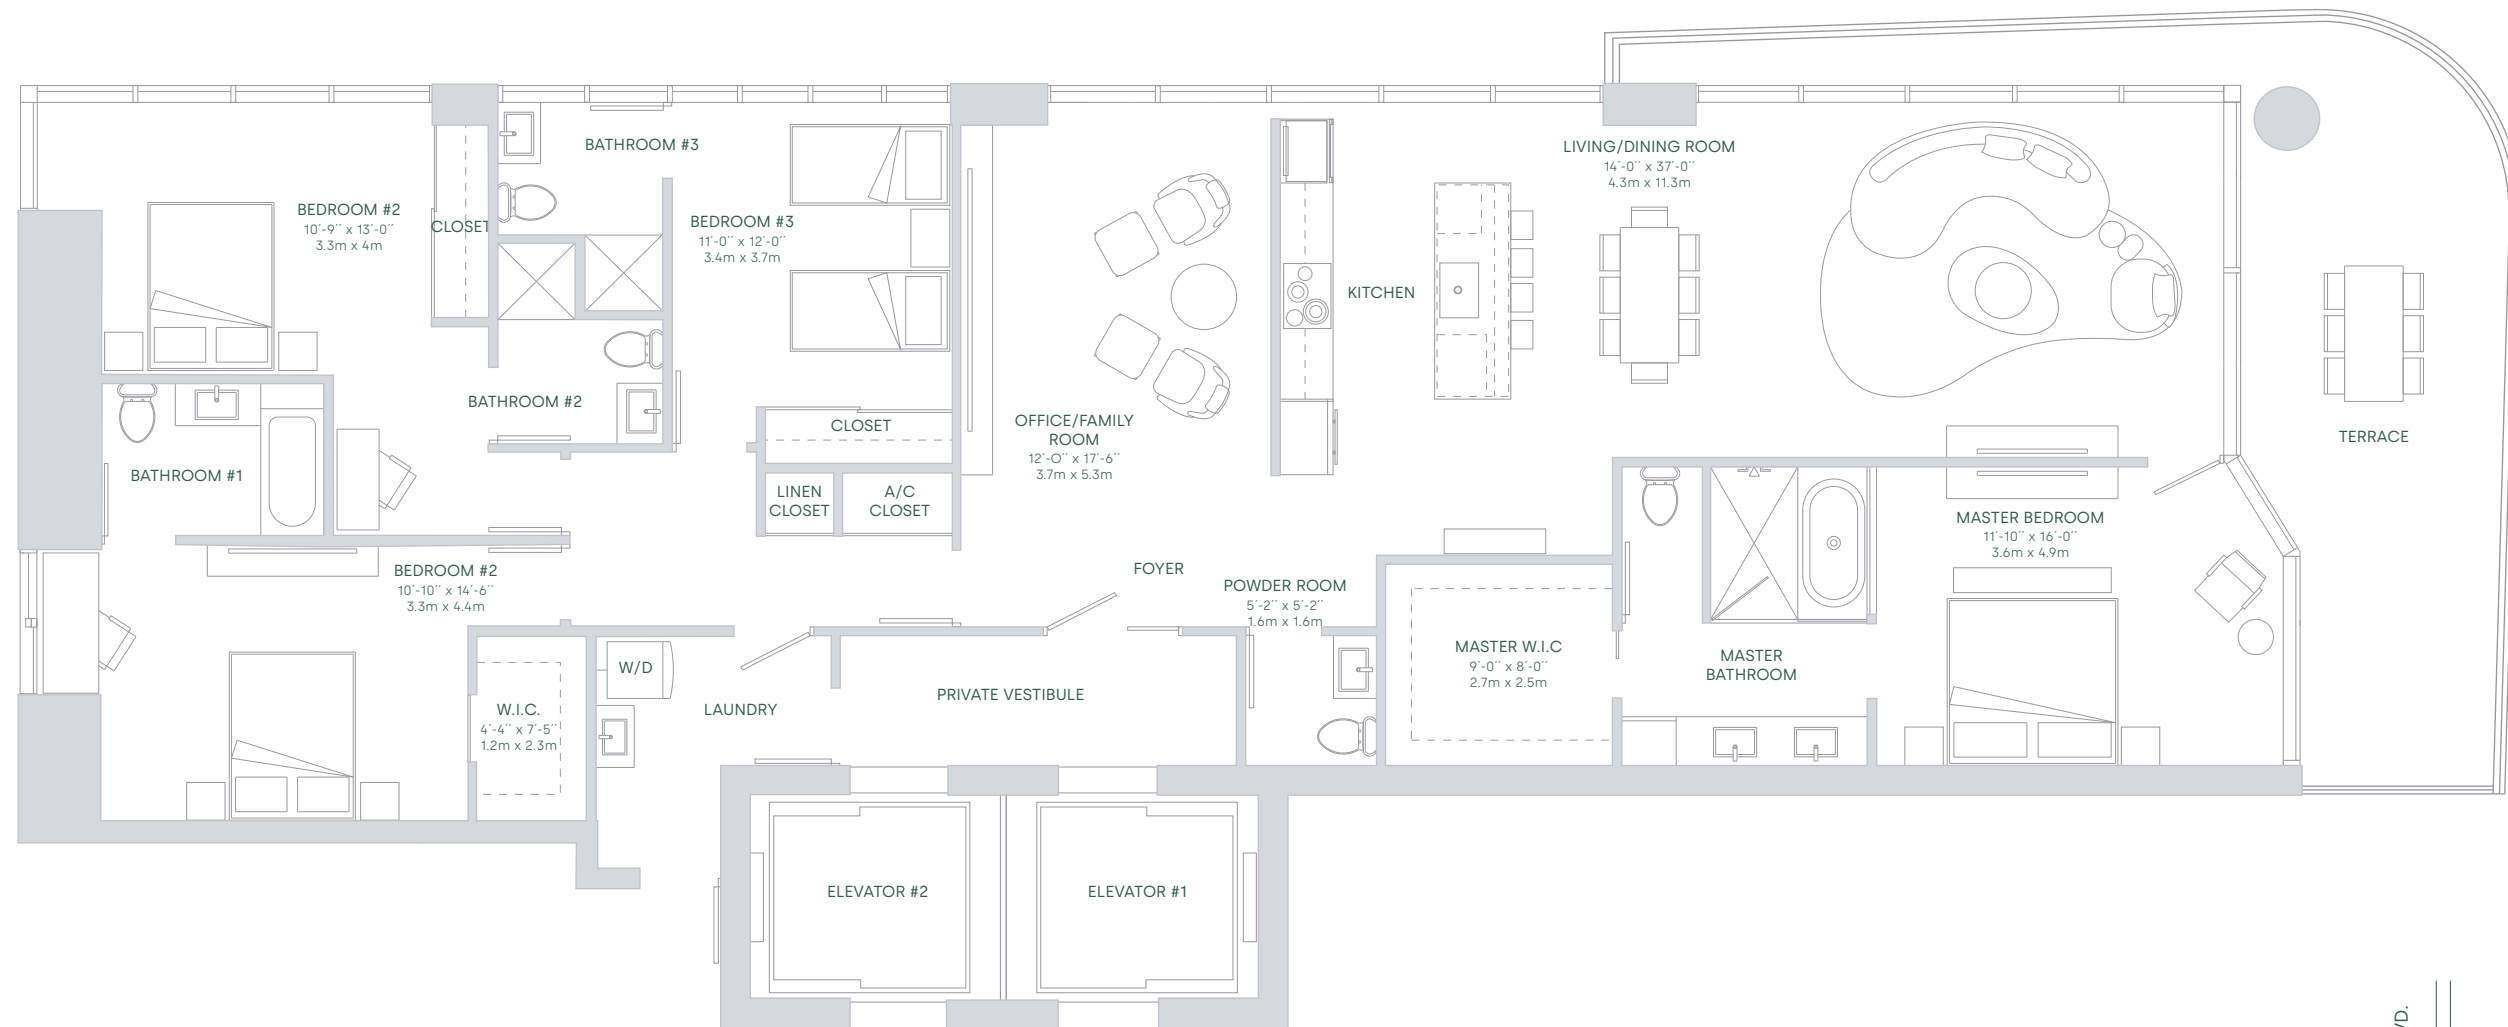 BATHROOM #3
LIVING/DINING ROOM
14´-0´´ x 37´-0´´
4.3m x 11.3m
BEDROOM #2
10´-9´´ x 13´-0´´
3.3m x 4m
CLOSET
BEDROOM #3
11´-0´´ x 12´-0´´
3.4m x 3.7m
KITCHEN
BATHROOM #2
CLOSET
OFFICE/FAMILY
ROOM
12´-O´´ x 17´-6´´
3.7m x 5.3m
TERRACE
BATHROOM #1
LINEN
CLOSET
A/C
CLOSET
MASTER BEDROOM
11´-10´´ x 16´-0´´
3.6m x 4.9m
BEDROOM #2
10´-10´´ x 14´-6´´
3.3m x 4.4m
FOYER
POWDER ROOM
5´-2´´ x 5´-2´´
1.6m x 1.6m
MASTER W.I.C
9´-0´´ x 8´-0´´
2.7m x 2.5m
MASTER
BATHROOM
W/D
W.I.C.
4´-4´´ x 7´-5´´
1.2m x 2.3m
LAUNDRY
PRIVATE VESTIBULE
ELEVATOR #2
ELEVATOR #1